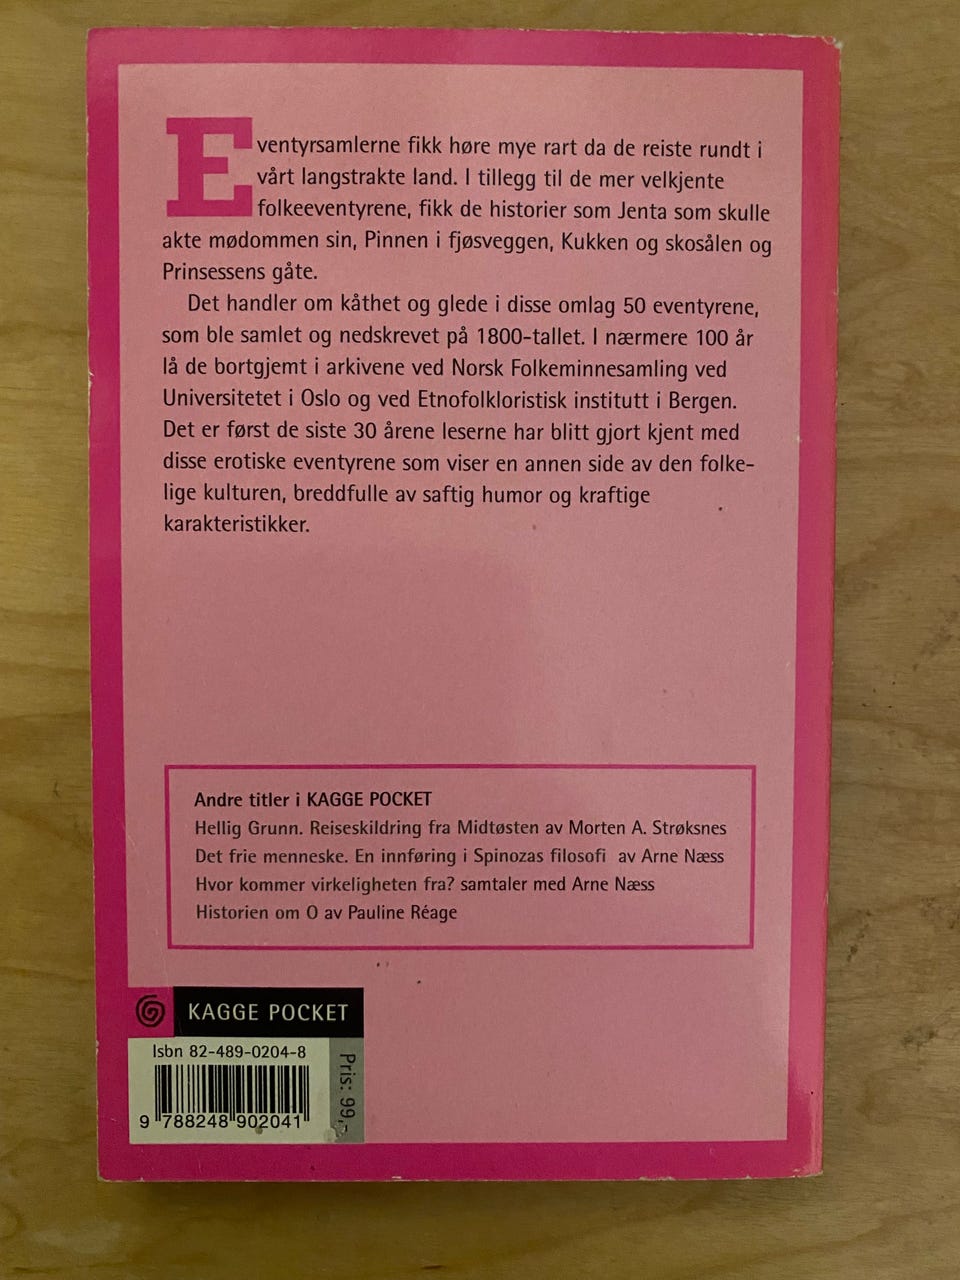 Eventyrsamlerne fikk høre mye rart da de reiste rundt i
vårt langstrakte land. I tillegg til de mer velkjente
folkeeventyrene, fikk de historier som Jenta som skulle
akte mødommen sin, Pinnen i fjøsveggen, Kukken og skosålen og
Prinsessens gåte.
Det handler om kåthet og glede i disse omlag 50 eventyrene,
som ble samlet og nedskrevet på 1800-tallet. I nærmere 100 år
lå de bortgjemt i arkivene ved Norsk Folkeminnesamling ved
Universitetet i Oslo og ved Etnofolkloristisk institutt i Bergen.
Det er først de siste 30 årene leserne har blitt gjort kjent med
disse erotiske eventyrene som viser en annen side av den folke-
lige kulturen, breddfulle av saftig humor og kraftige
karakteristikker.
Andre titler i KAGGE POCKET
Hellig Grunn. Reiseskildring fra Midtøsten av Morten A. Strøksnes
Det frie menneske. En innføring i Spinozas filosofi av Arne Næss
Hvor kommer virkeligheten fra? samtaler med Arne Næss
Historien om O av Pauline Réage
KAGGE POCKET
Isbn 82-489-0204-8
Pris: 99,-
9 788248 902041